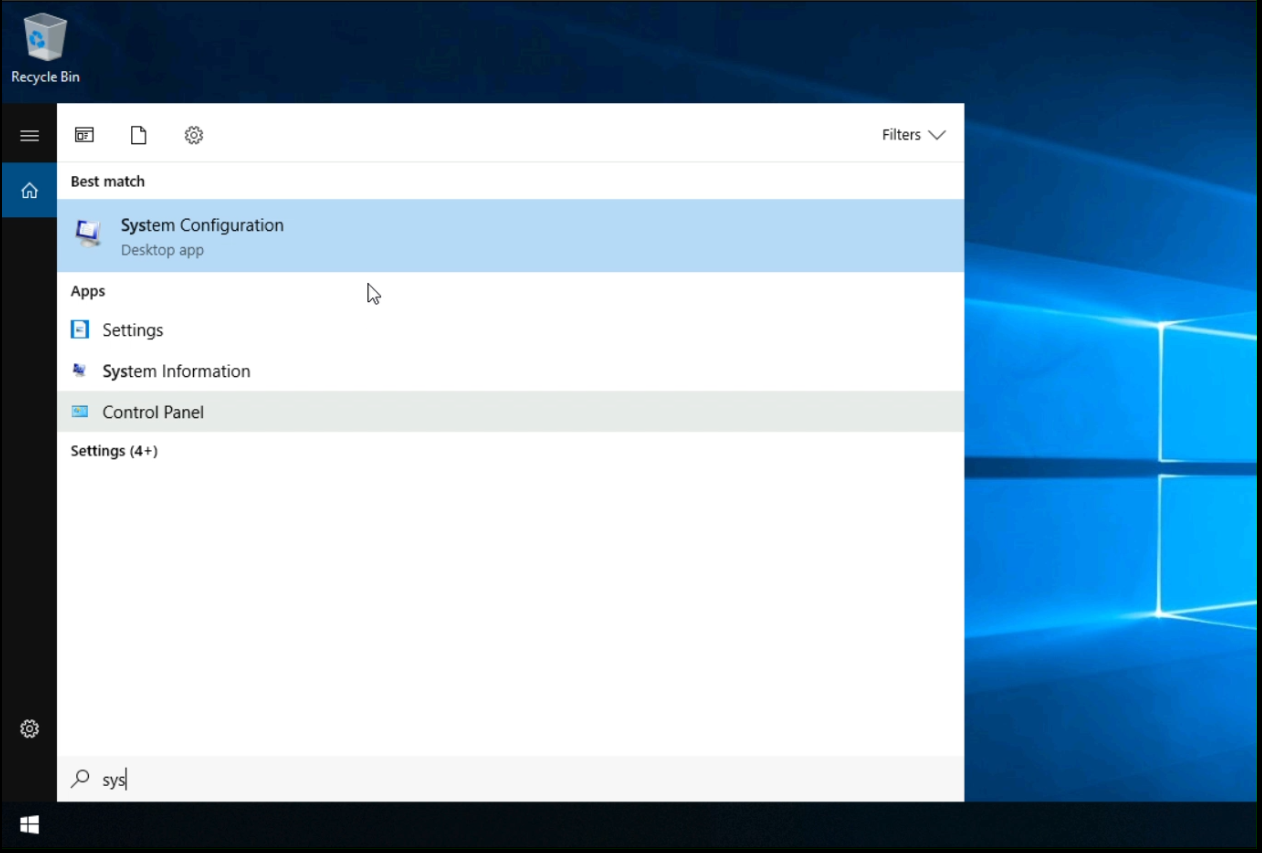 Recycle Bin
Filters
Best match
System Configuration
Desktop app
Apps
Settings
System Information
Control Panel
Settings (4+)
sys